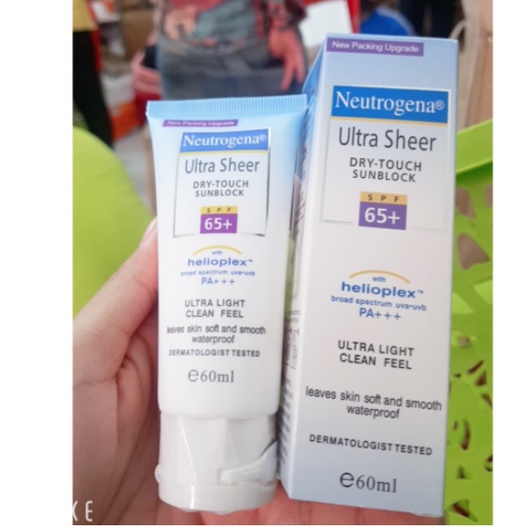 New Packing Upgrade
Neutrogena®
Ultra Sheer
DRY-TOUCH
SUNBLOCK
SPF
65+
with
helioplex™
broad spectrum uva-uvb
PA+++
ULTRA LIGHT
CLEAN FEEL
leaves skin soft and smooth
waterproof
DERMATOLOGIST TESTED
e60ml
New Packing Upgrade
Neutrogena®
Ultra Sheer
DRY-TOUCH
SUNBLOCK
SPF
65+
with
helioplex™
broad spectrum uva-uvb
PA+++
ULTRA LIGHT
CLEAN FEEL
leaves skin soft and smooth
waterproof
DERMATOLOGIST TESTED
e60ml